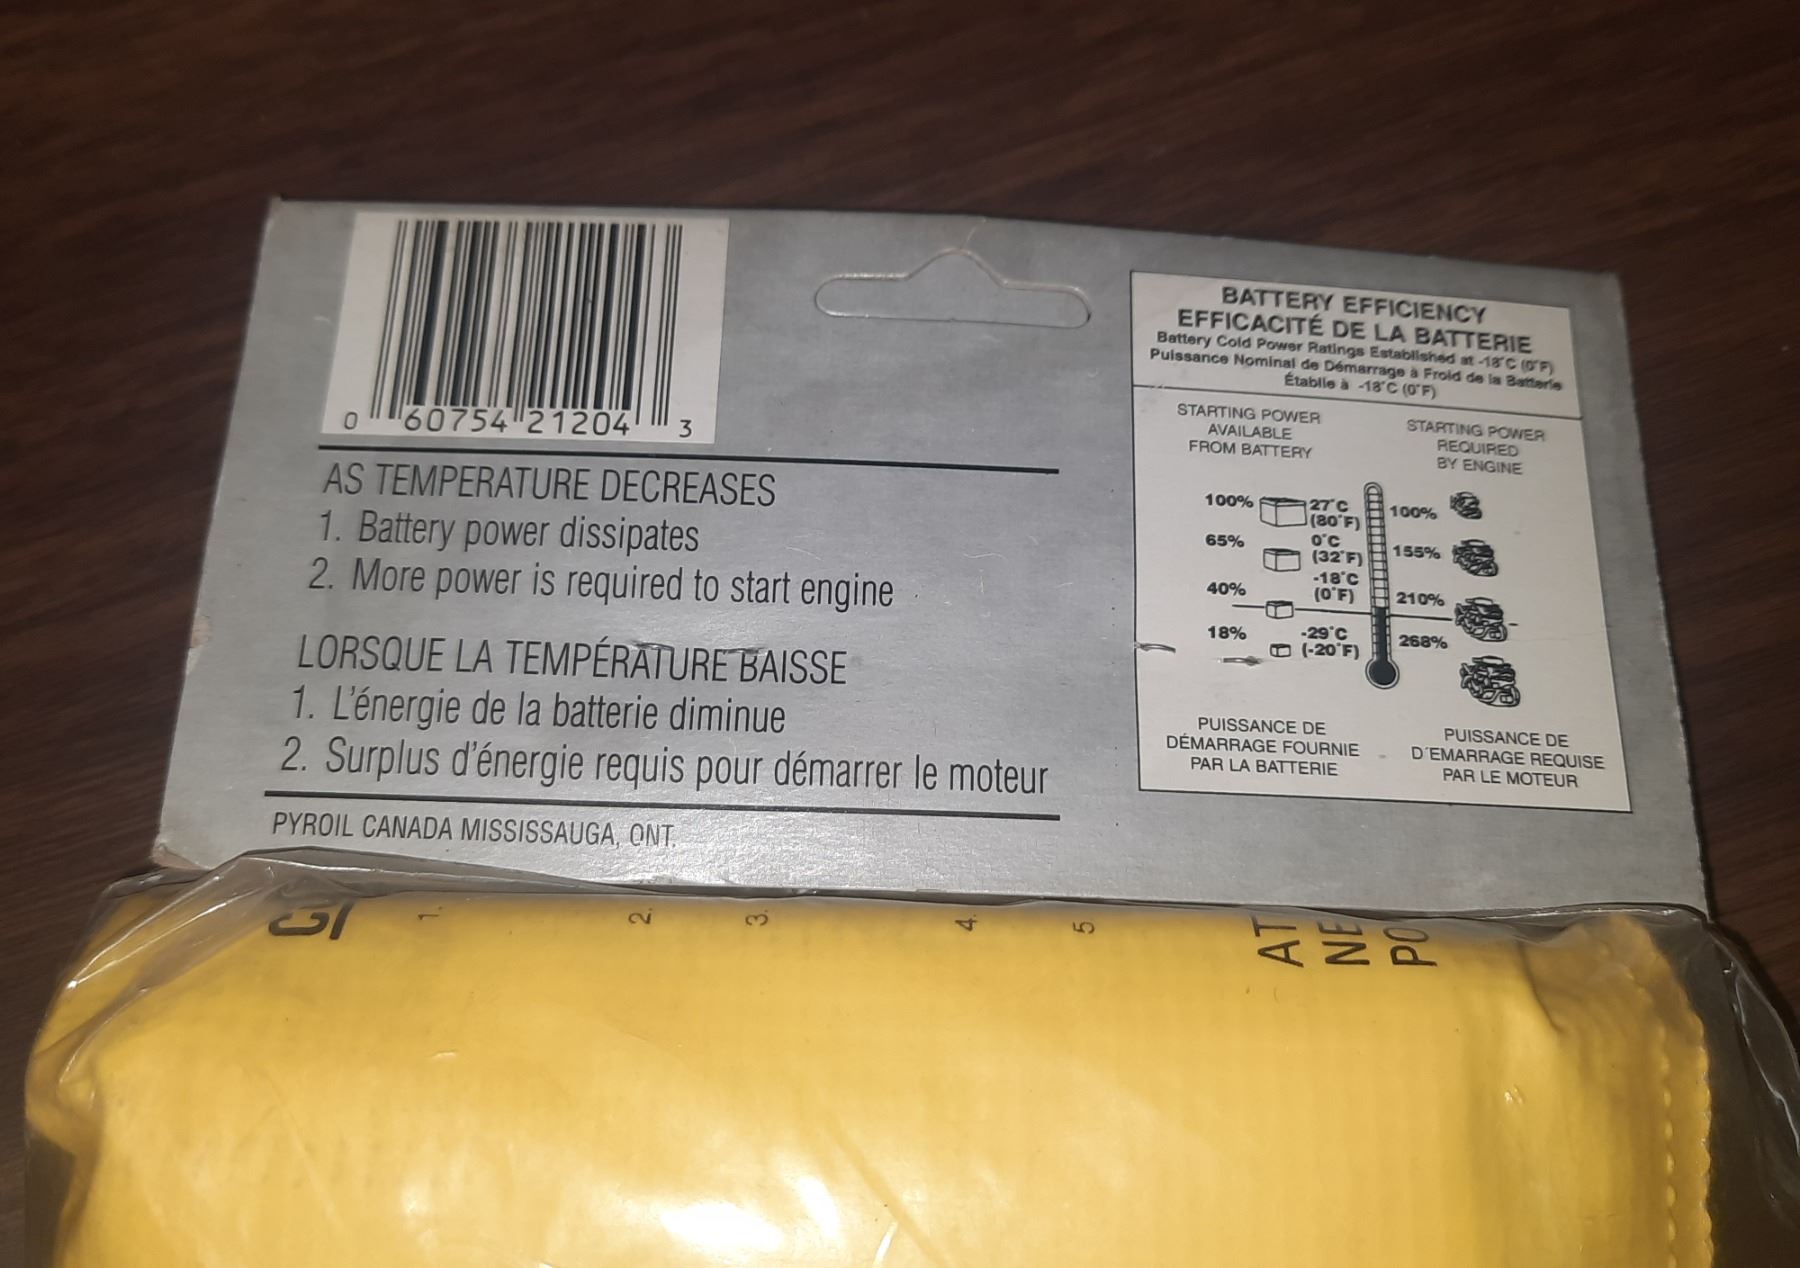 0 60754 21204 3
AS TEMPERATURE DECREASES
1. Battery power dissipates
2. More power is required to start engine
LORSQUE LA TEMPÉRATURE BAISSE
1. L'énergie de la batterie diminue
2. Surplus d'énergie requis pour démarrer le moteur
PYROIL CANADA MISSISSAUGA, ONT.
BATTERY EFFICIENCY
EFFICACITÉ DE LA BATTERIE
Battery Cold Power Ratings Established at -18°C (0°F)
Puissance Nominal de Démarrage à Froid de la Batterie
Établie à -18°C (0°F)
STARTING POWER
AVAILABLE
FROM BATTERY
STARTING POWER
REQUIRED
BY ENGINE
100% 27°C (80°F) 100%
65% 0°C (32°F) 155%
40% -18°C (0°F) 210%
18% -29°C (-20°F) 268%
PUISSANCE DE
DÉMARRAGE FOURNIE
PAR LA BATTERIE
PUISSANCE DE
D'EMARRAGE REQUISE
PAR LE MOTEUR
1.
2.
3.
4.
5.
AT
NE
PO